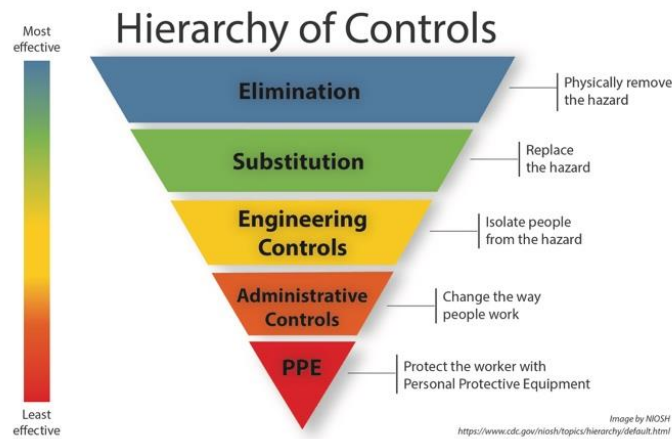 Most
effective
Hierarchy of Controls
Elimination
Physically remove
the hazard
Substitution
Replace
the hazard
Engineering
Controls
Isolate people
from the hazard
Administrative
Controls
Change the way
people work
PPE
Protect the worker with
Personal Protective Equipment
Least
effective
Image by NIOSH
https://www.cdc.gov/niosh/topics/hierarchy/default.html